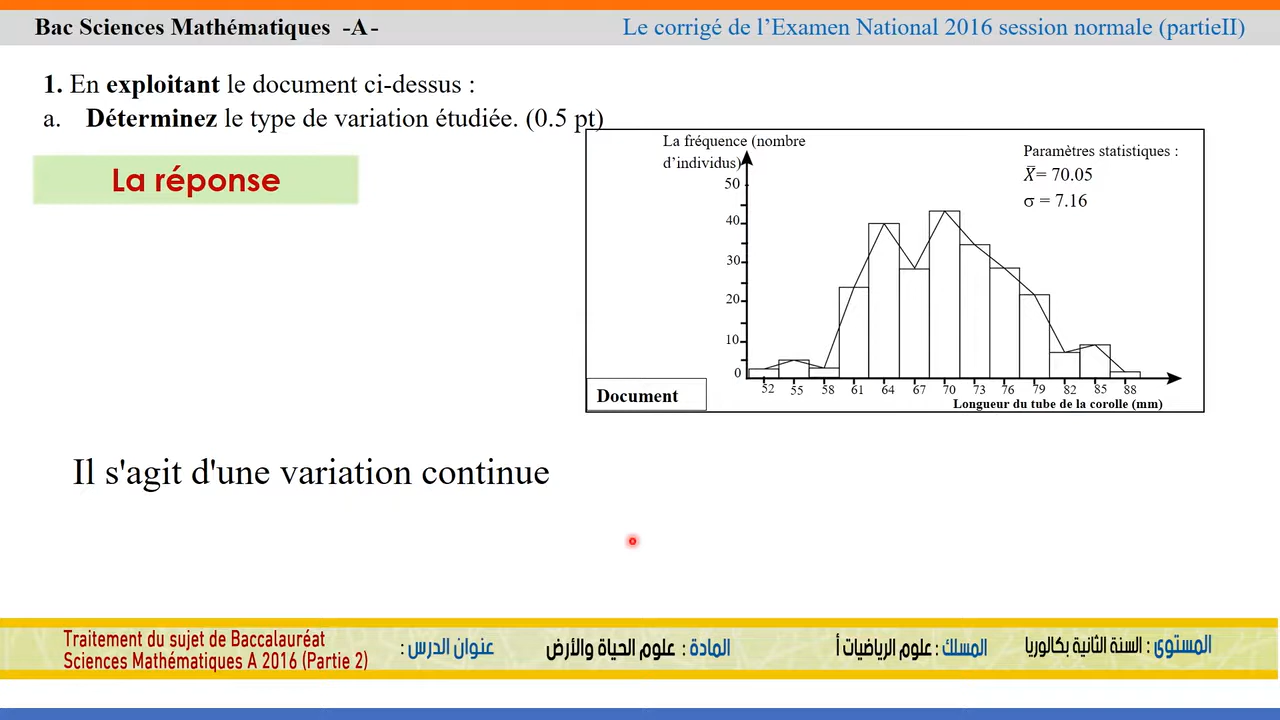 Bac Sciences Mathématiques -A-
Le corrigé de l’Examen National 2016 session normale (partieII)
1. En exploitant le document ci-dessus :
a. Déterminez le type de variation étudiée. (0.5 pt)
La réponse
La fréquence (nombre
d’individus)
Paramètres statistiques :
X̄= 70.05
σ = 7.16
50
40
30
20
10
0
52 55 58 61 64 67 70 73 76 79 82 85 88
Longueur du tube de la corolle (mm)
Document
Il s'agit d'une variation continue
المستوى : السنة الثانية بكالوريا
المسلك : علوم الرياضيات أ
المادة : علوم الحياة والأرض
عنوان الدرس :
Traitement du sujet de Baccalauréat
Sciences Mathématiques A 2016 (Partie 2)